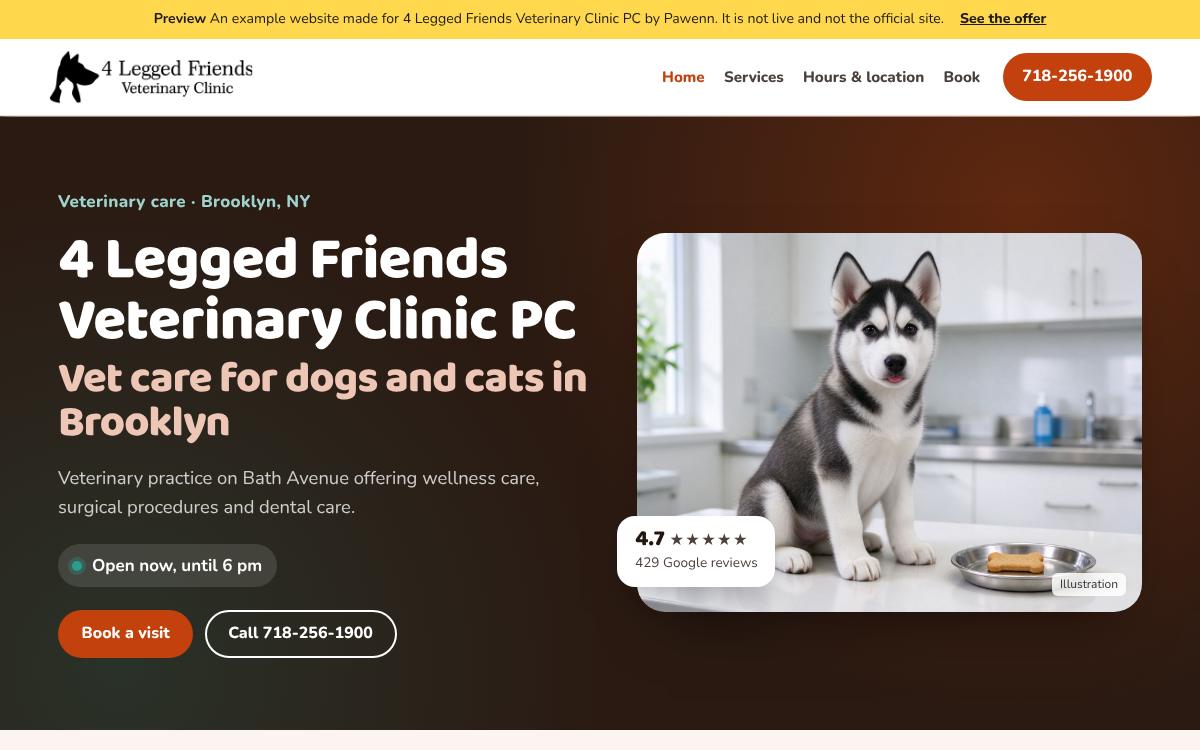 Preview An example website made for 4 Legged Friends Veterinary Clinic PC by Pawenn. It is not live and not the official site. See the offer
4 Legged Friends
Veterinary Clinic
Home Services Hours & location Book 718-256-1900
Veterinary care · Brooklyn, NY
4 Legged Friends
Veterinary Clinic PC
Vet care for dogs and cats in
Brooklyn
Veterinary practice on Bath Avenue offering wellness care,
surgical procedures and dental care.
Open now, until 6 pm
Book a visit Call 718-256-1900
4.7 ★★★★★
429 Google reviews
Illustration